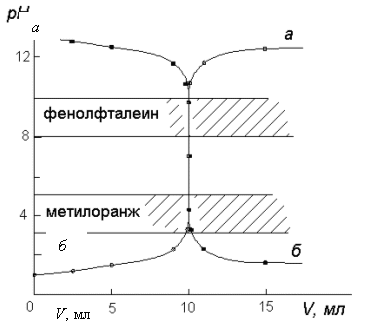 pH
а
а
12
фенолфталеин
8
метилоранж
4
б
б
0
5
10
15
V, мл
V, мл